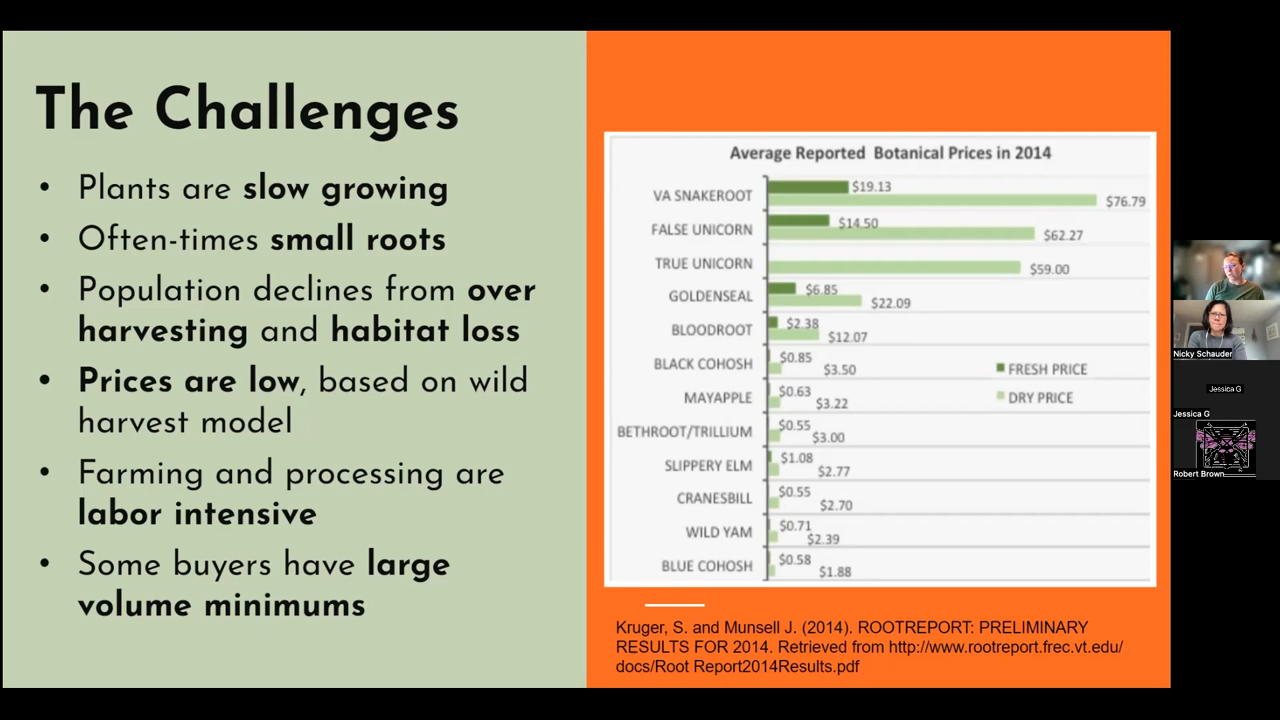 The Challenges
• Plants are slow growing
• Often-times small roots
• Population declines from over
harvesting and habitat loss
• Prices are low, based on wild
harvest model
• Farming and processing are
labor intensive
• Some buyers have large
volume minimums
Average Reported Botanical Prices in 2014
VA SNAKEROOT $19.13 $76.79
FALSE UNICORN $14.50 $62.27
TRUE UNICORN $59.00
GOLDENSEAL $6.85 $22.09
BLOODROOT $2.38 $12.07
BLACK COHOSH $0.85 $3.50
MAYAPPLE $0.63 $3.22
BETHROOT/TRILLIUM $0.55 $3.00
SLIPPERY ELM $1.08 $2.77
CRANESBILL $0.55 $2.70
WILD YAM $0.71 $2.39
BLUE COHOSH $0.58 $1.88
FRESH PRICE
DRY PRICE
Kruger, S. and Munsell J. (2014). ROOTREPORT: PRELIMINARY
RESULTS FOR 2014. Retrieved from http://www.rootreport.frec.vt.edu/
docs/Root Report2014Results.pdf
Nicky Schauder
Jessica G
Jessica G
Robert Brown